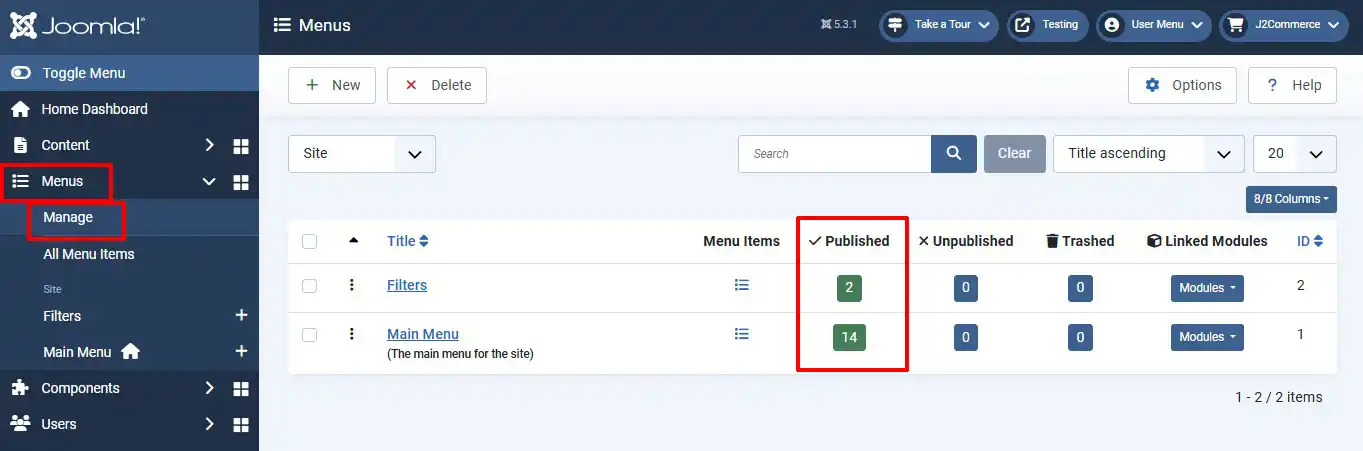 Joomla!
Menus
5.3.1
Take a Tour
Testing
User Menu
J2Commerce
Toggle Menu
Home Dashboard
Content
Menus
Manage
All Menu Items
Site
Filters
Main Menu
Components
Users
New
Delete
Options
? Help
Site
Search
Clear
Title ascending
20
8/8 Columns
Title Menu Items Published Unpublished Trashed Linked Modules ID
Filters 2 0 0 Modules 2
Main Menu 14 0 0 Modules 1
(The main menu for the site)
1 - 2 / 2 items